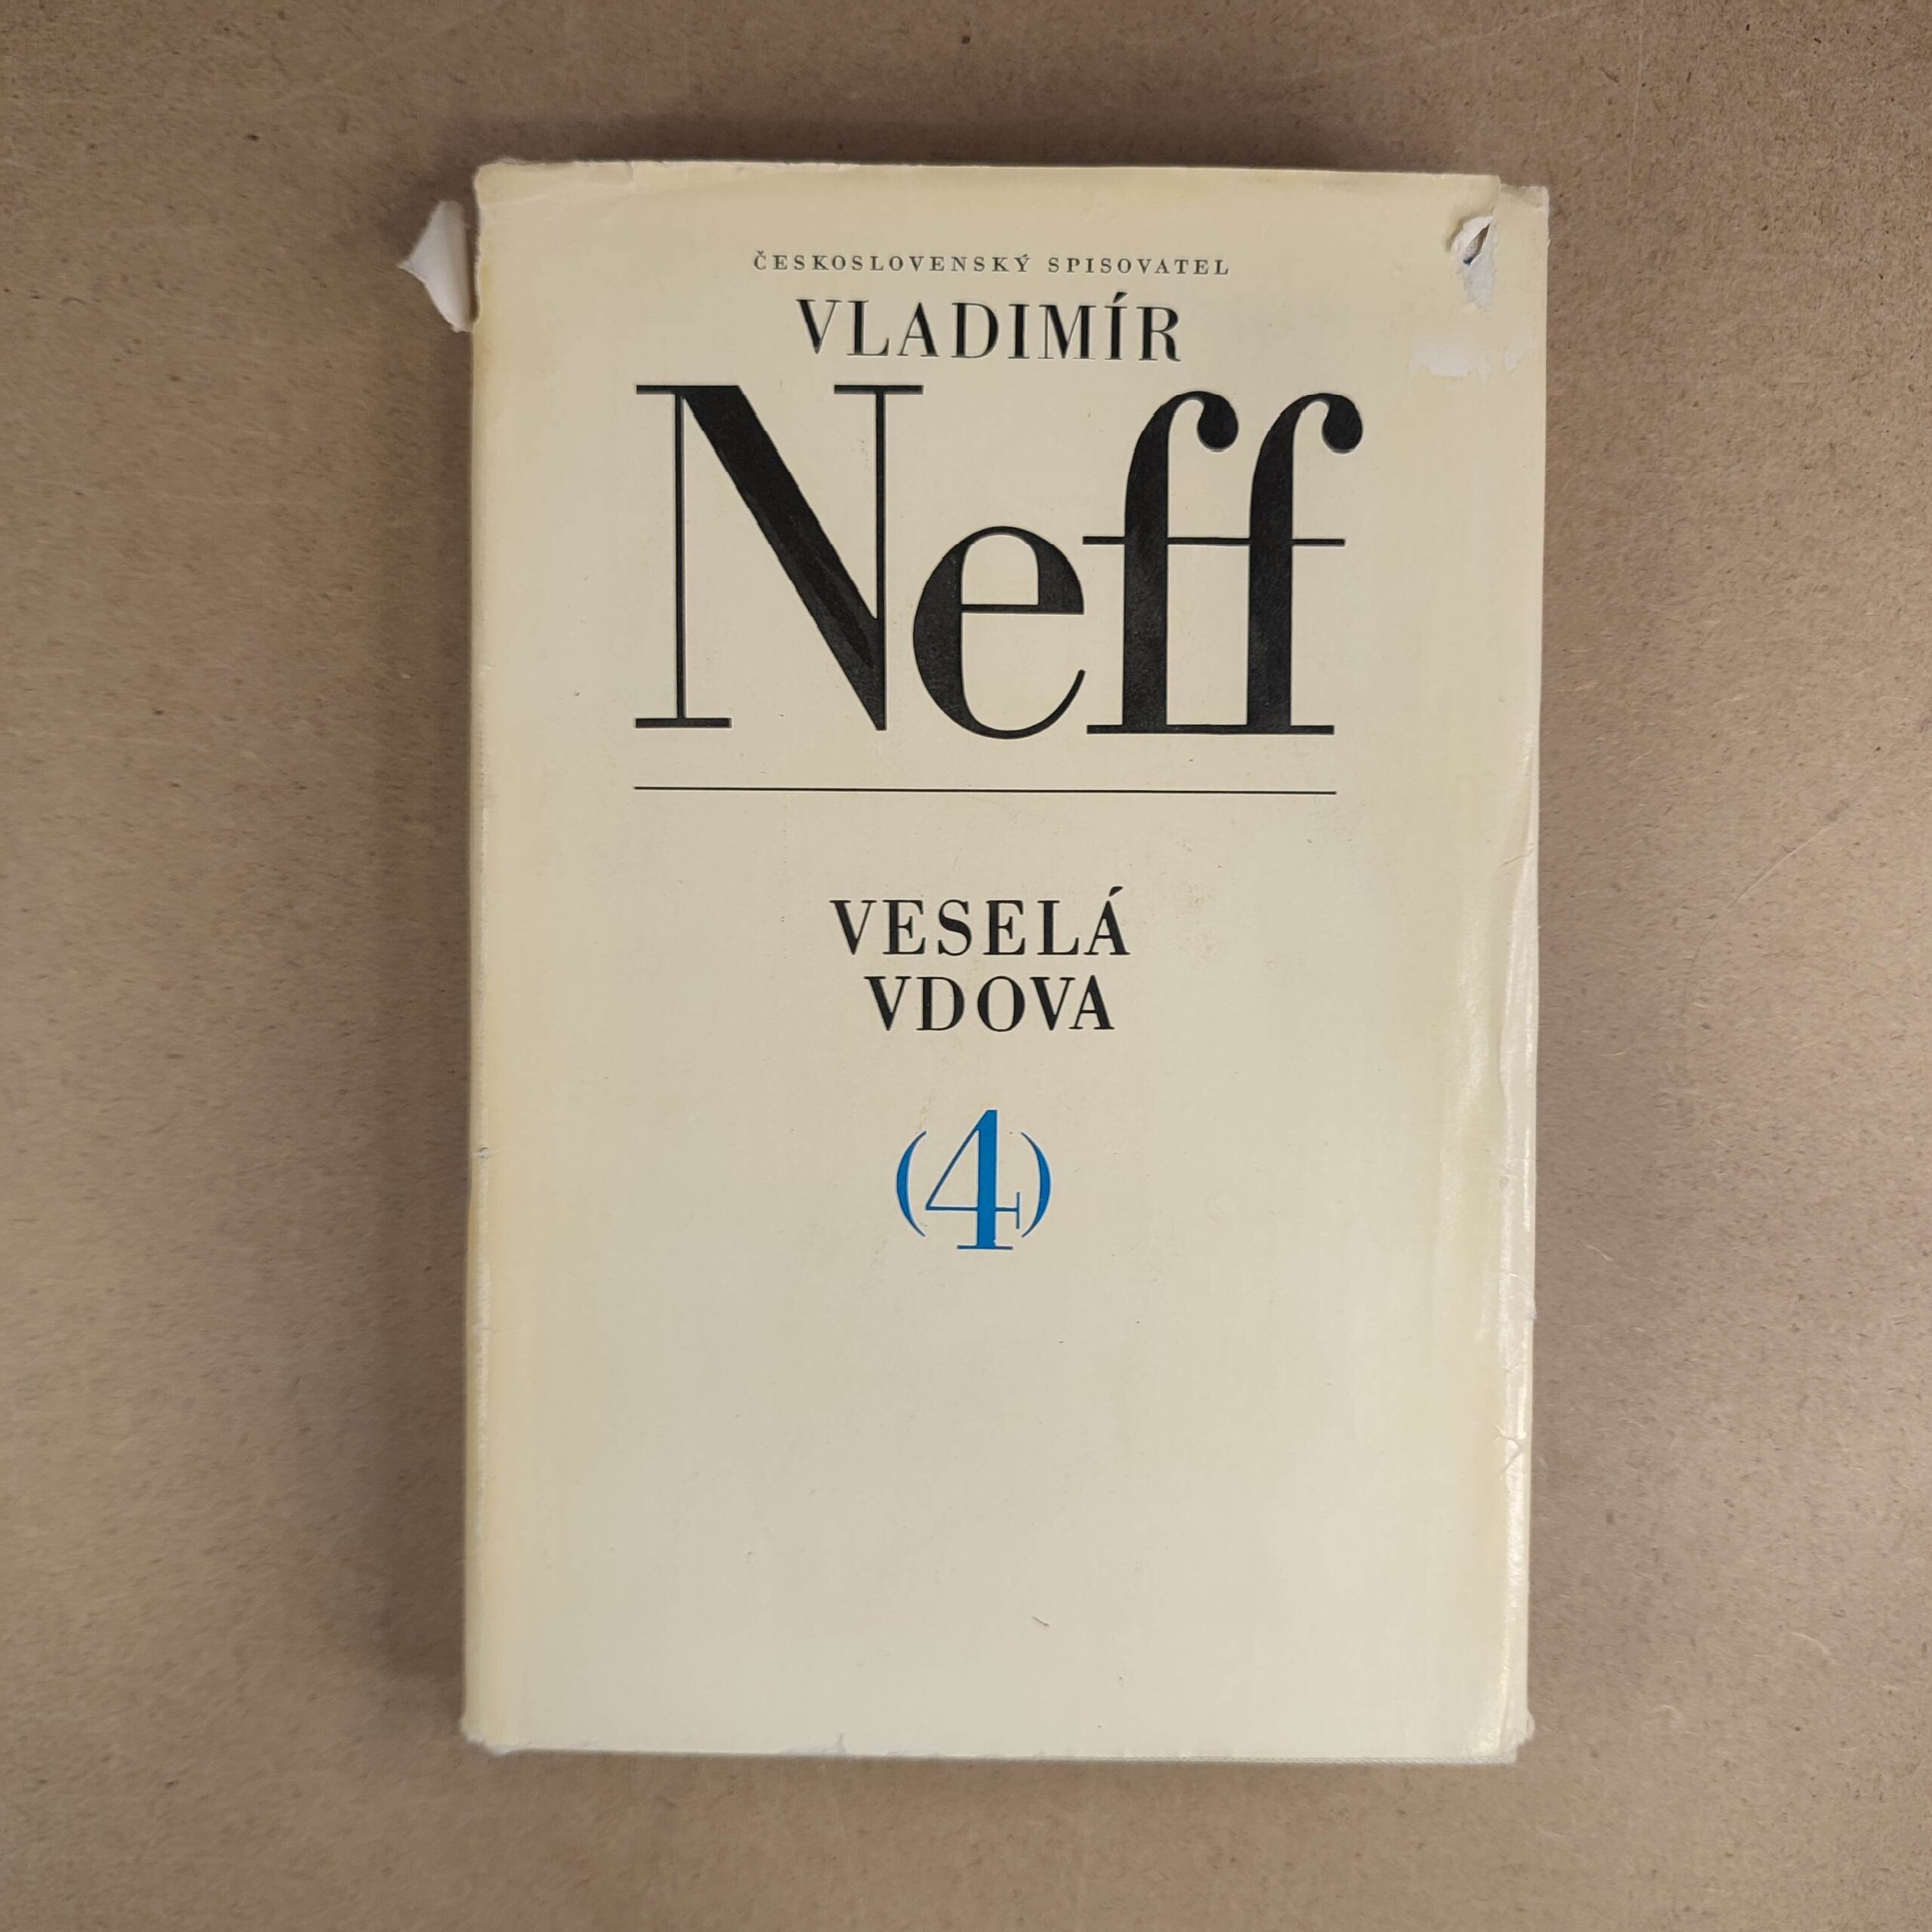 ČESKOSLOVENSKÝ SPISOVATEL
VLADIMÍR
Neff
VESELÁ
VDOVA
(4)